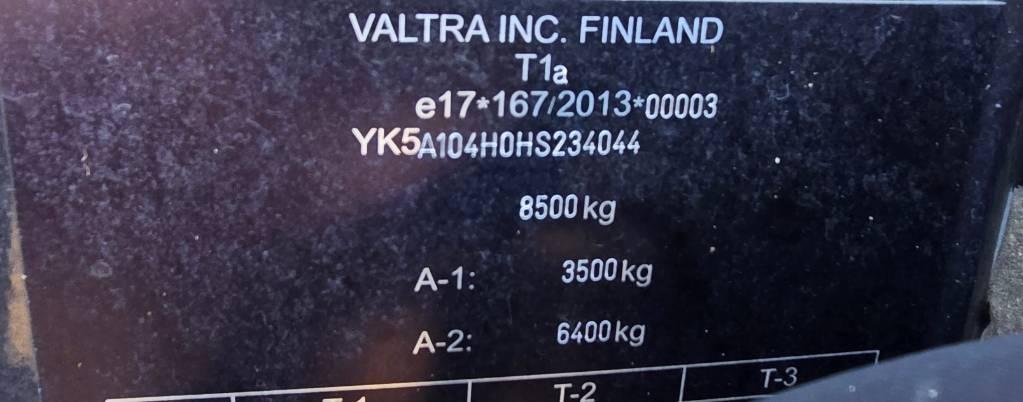 VALTRA INC. FINLAND
T1a
e17*167/2013*00003
YK5A104H0HS234044
8500 kg
A-1: 3500 kg
A-2: 6400 kg
T-1 T-2 T-3